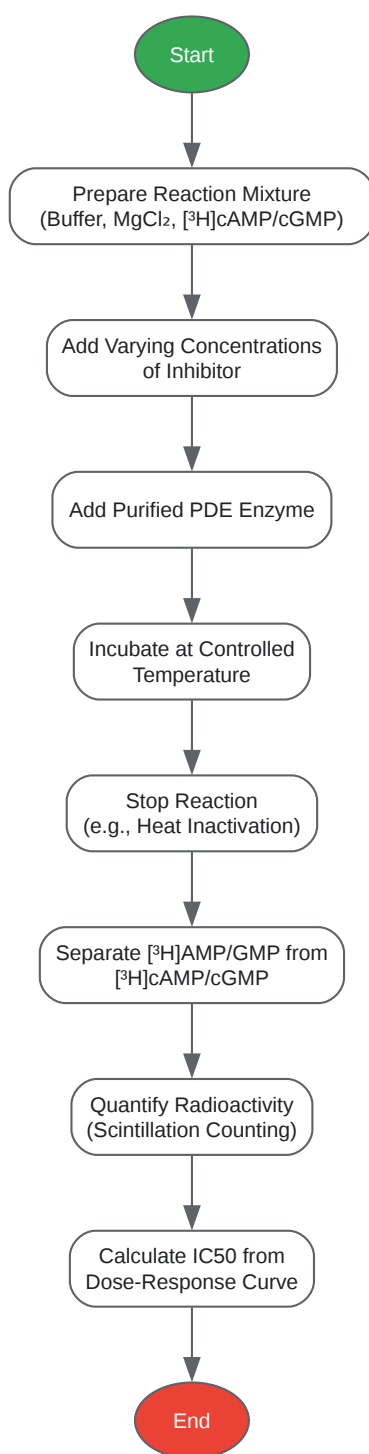 Start
Prepare Reaction Mixture
(Buffer, MgCl₂, [³H]cAMP/cGMP)
Add Varying Concentrations
of Inhibitor
Add Purified PDE Enzyme
Incubate at Controlled
Temperature
Stop Reaction
(e.g., Heat Inactivation)
Separate [³H]AMP/GMP from
[³H]cAMP/cGMP
Quantify Radioactivity
(Scintillation Counting)
Calculate IC50 from
Dose-Response Curve
End